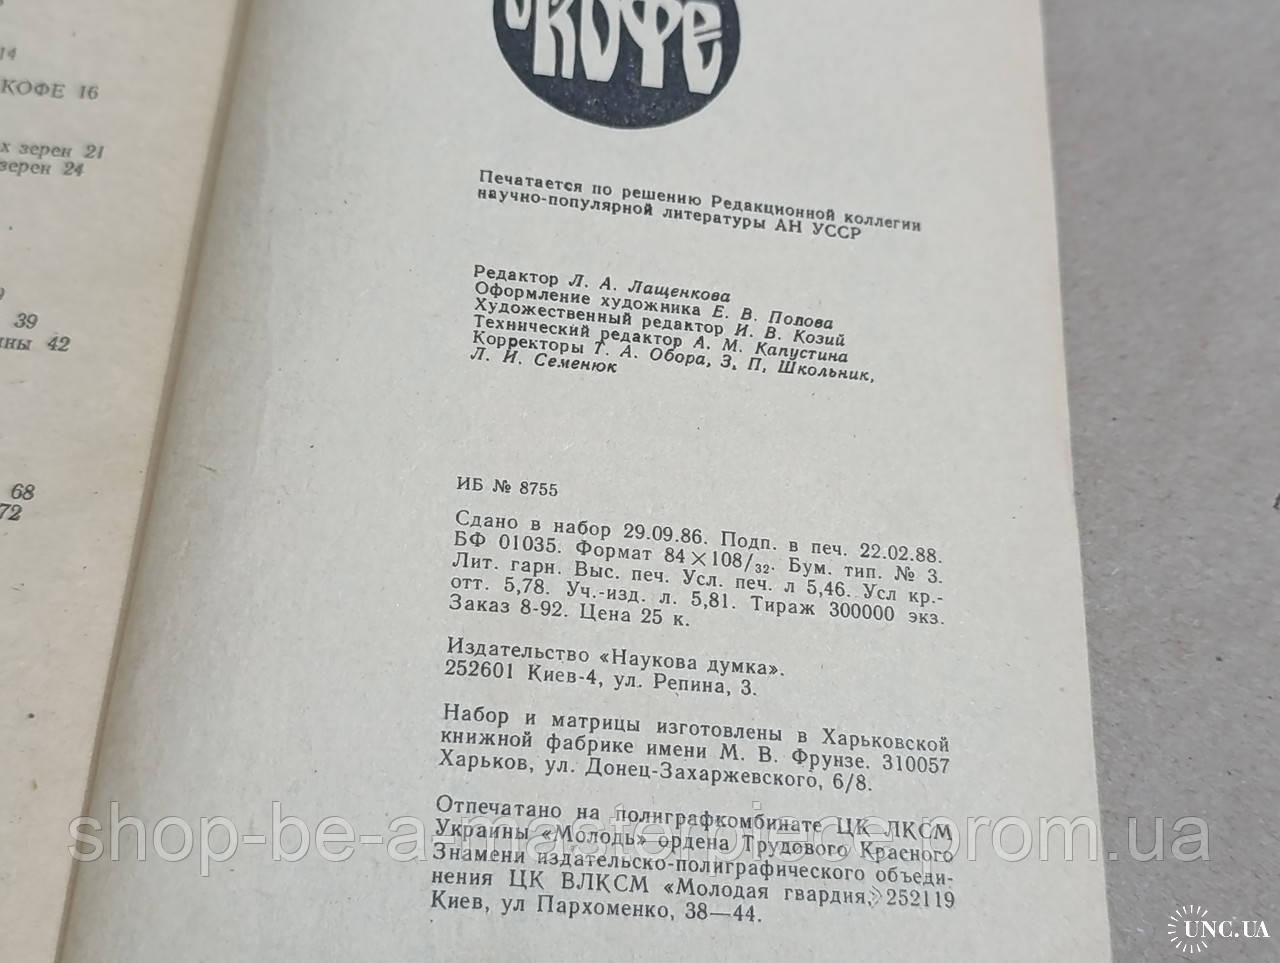 14
КОФЕ 16
х зерен 21
зерен 24
39
ины 42
68
72
КОФе
Печатается по решению Редакционной коллегии
научно-популярной литературы АН УССР
Редактор Л. А. Лащенкова
Оформление художника Е. В. Попова
Художественный редактор И. В. Козий
Технический редактор А. М. Капустина
Корректоры Г. А. Обора, З. П. Школьник,
Л. И. Семенюк
ИБ № 8755
Сдано в набор 29.09.86. Подп. в печ. 22.02.88.
БФ 01035. Формат 84×108/32. Бум. тип. № 3.
Лит. гарн. Выс. печ. Усл. печ. л 5,46. Усл кр.-
отт. 5,78. Уч.-изд. л. 5,81. Тираж 300000 экз.
Заказ 8-92. Цена 25 к.
Издательство «Наукова думка».
252601 Киев-4, ул. Репина, 3.
Набор и матрицы изготовлены в Харьковской
книжной фабрике имени М. В. Фрунзе. 310057
Харьков, ул. Донец-Захаржевского, 6/8.
Отпечатано на полиграфкомбинате ЦК ЛКСМ
Украины «Молодь» ордена Трудового Красного
Знамени издательско-полиграфического объеди-
нения ЦК ВЛКСМ «Молодая гвардия,» 252119
Киев, ул Пархоменко, 38—44.
shop-be-a-masterpiece.prom.ua
UNC.UA